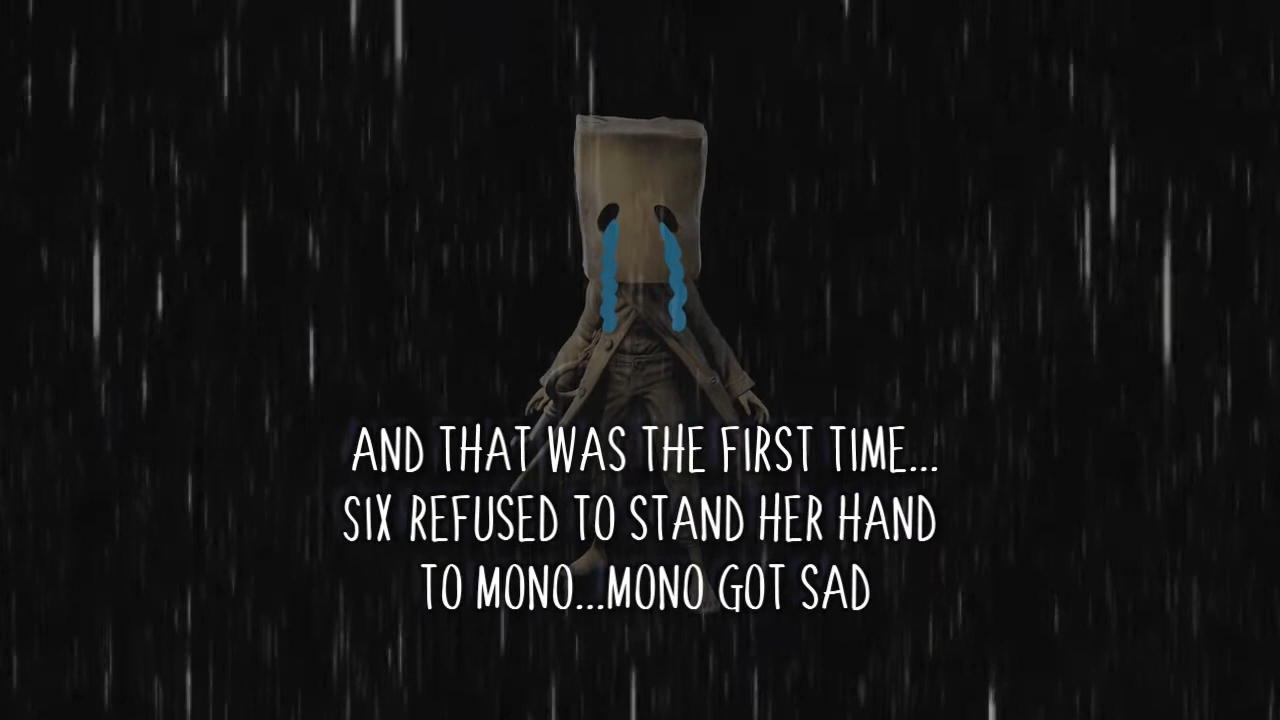 AND THAT WAS THE FIRST TIME...
SIX REFUSED TO STAND HER HAND
TO MONO...MONO GOT SAD